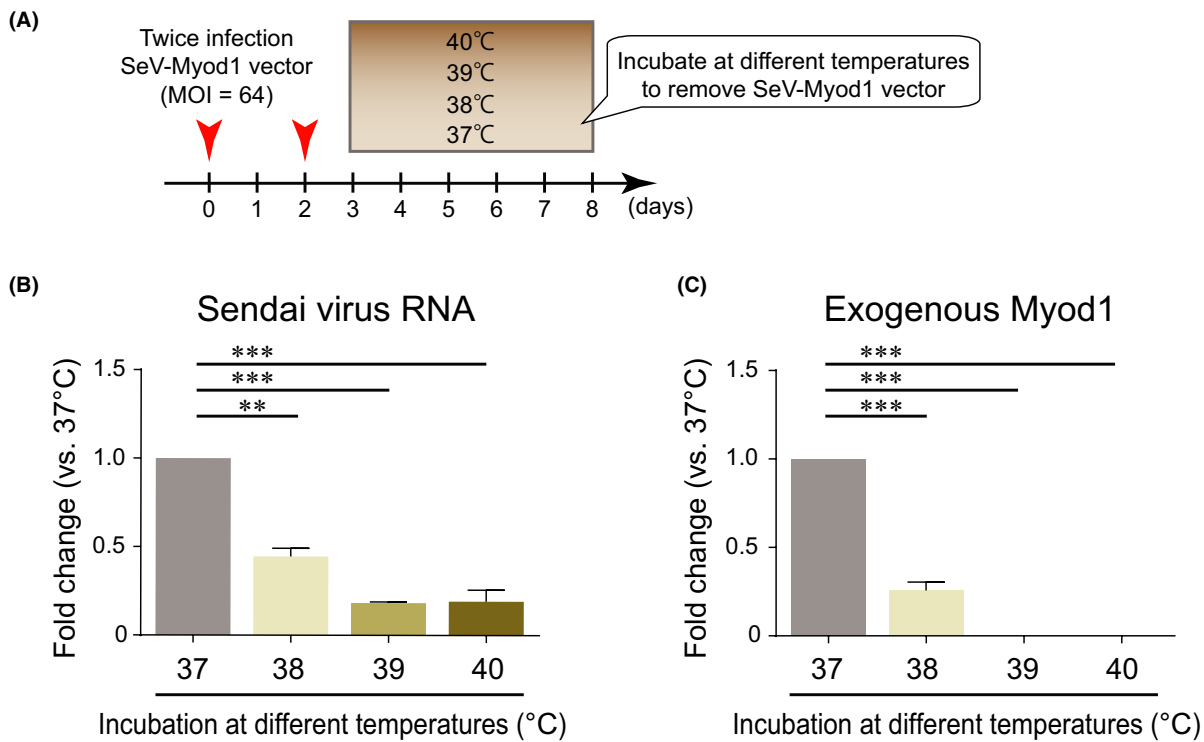 (A)
Twice infection
SeV-Myod1 vector
(MOI = 64)
40℃
39℃
38℃
37℃
Incubate at different temperatures
to remove SeV-Myod1 vector
0 1 2 3 4 5 6 7 8 (days)
(B)
Sendai virus RNA
Fold change (vs. 37°C)
1.5
1.0
0.5
0
***
***
**
37 38 39 40
Incubation at different temperatures (°C)
(C)
Exogenous Myod1
Fold change (vs. 37°C)
1.5
1.0
0.5
0
***
***
***
37 38 39 40
Incubation at different temperatures (°C)